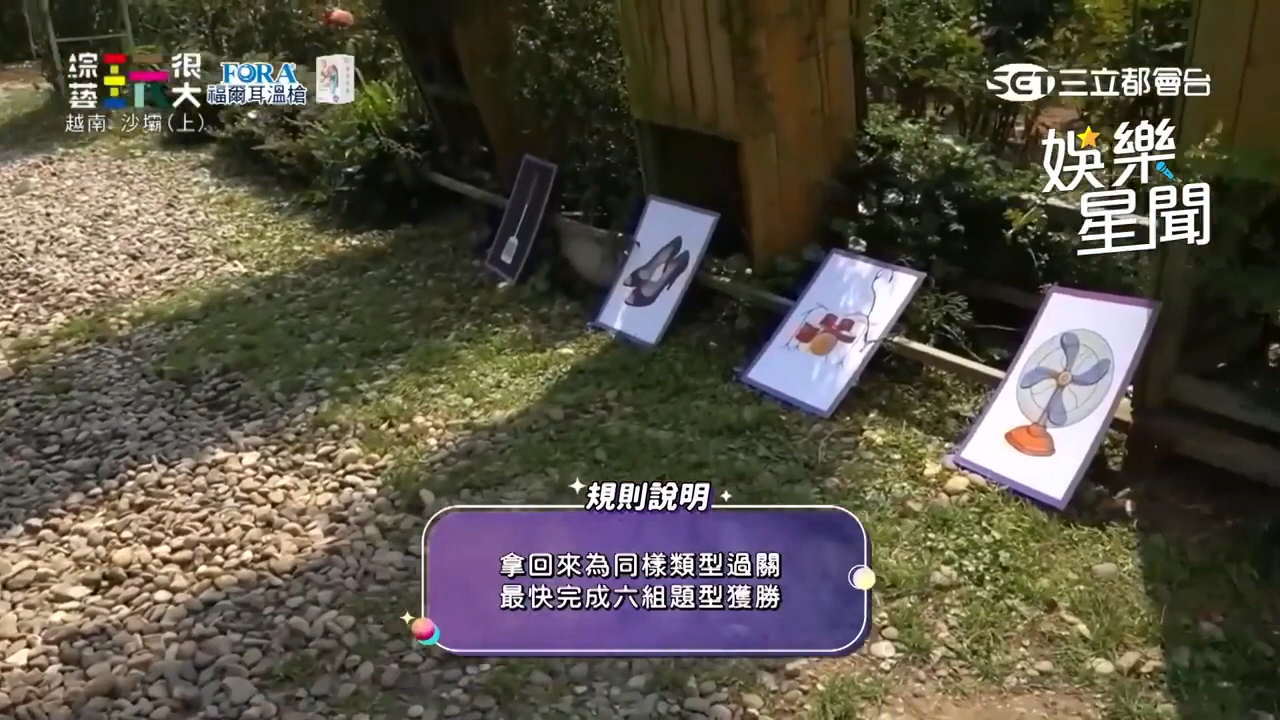 綜藝玩很大
FORA
福爾耳溫槍
越南 沙壩(上)
SET三立都會台
娛樂
星聞
規則說明
拿回來為同樣類型過關
最快完成六組題型獲勝